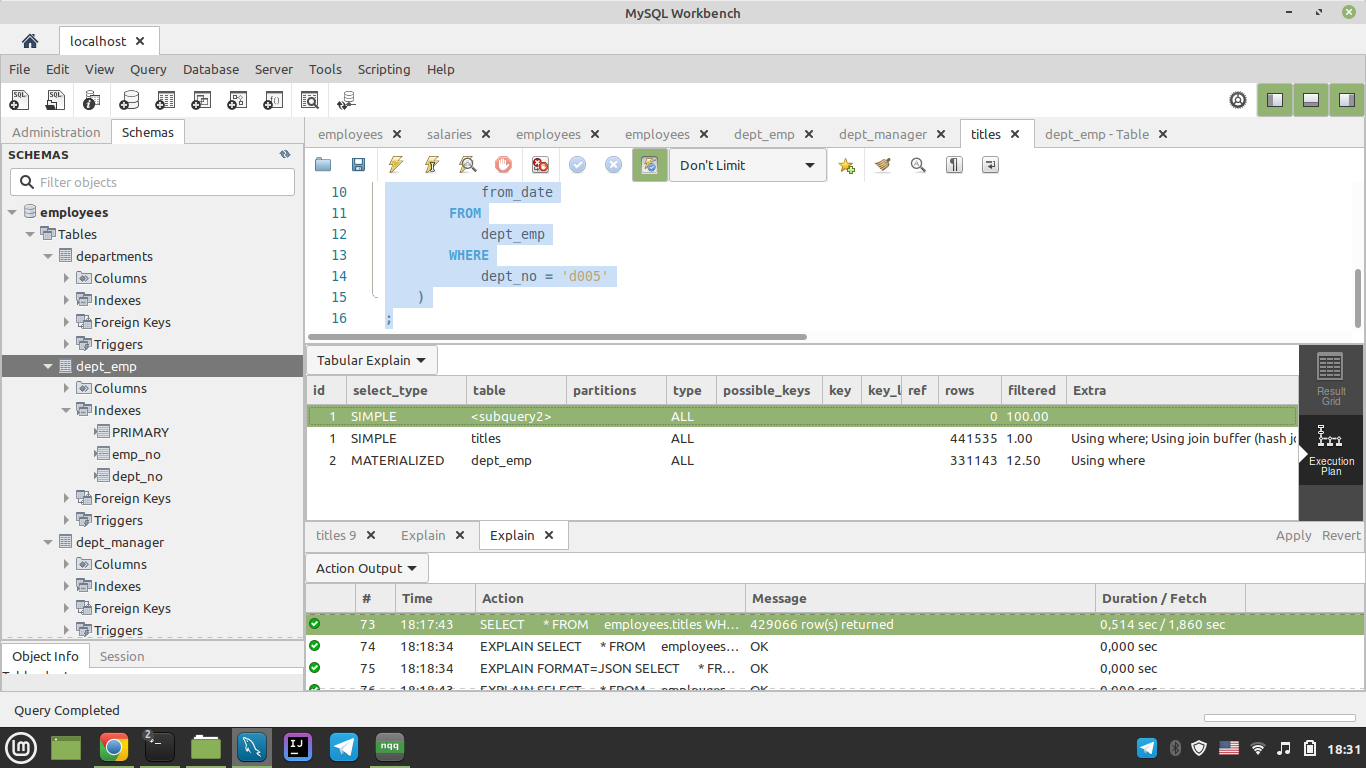 MySQL Workbench
localhost
File Edit View Query Database Server Tools Scripting Help
Administration Schemas
employees salaries employees employees dept_emp dept_manager titles dept_emp - Table
SCHEMAS
Filter objects
Don't Limit
employees
Tables
departments
Columns
Indexes
Foreign Keys
Triggers
dept_emp
Columns
Indexes
PRIMARY
emp_no
dept_no
Foreign Keys
Triggers
dept_manager
Columns
Indexes
Foreign Keys
Triggers
Object Info Session
10 from_date
11 FROM
12 dept_emp
13 WHERE
14 dept_no = 'd005'
15 )
16 ;
Tabular Explain
id select_type table partitions type possible_keys key key_l ref rows filtered Extra
1 SIMPLE <subquery2> ALL 0 100.00
1 SIMPLE titles ALL 441535 1.00 Using where; Using join buffer (hash jo
2 MATERIALIZED dept_emp ALL 331143 12.50 Using where
Result
Grid
Execution
Plan
titles 9 Explain Explain Apply Revert
Action Output
# Time Action Message Duration / Fetch
73 18:17:43 SELECT * FROM employees.titles WH... 429066 row(s) returned 0,514 sec / 1,860 sec
74 18:18:34 EXPLAIN SELECT * FROM employees... OK 0,000 sec
75 18:18:34 EXPLAIN FORMAT=JSON SELECT * FR... OK 0,000 sec
76 18:18:43 EXPLAIN SELECT * FROM employees... OK 0,000 sec
Query Completed
2
IJ
nqq
18:31